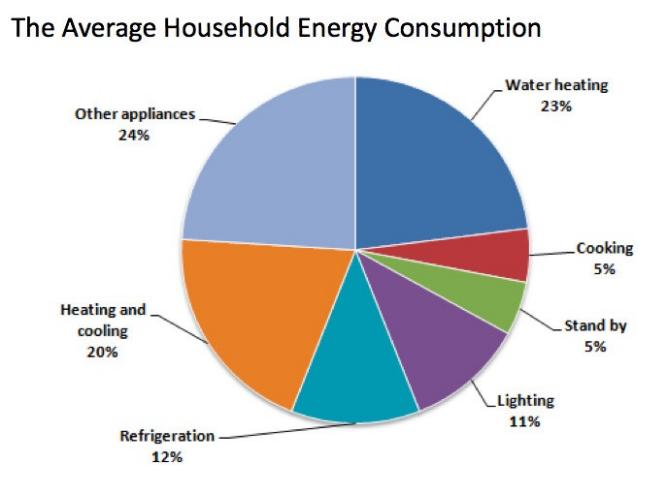 The Average Household Energy Consumption
Water heating
23%
Other appliances
24%
Cooking
5%
Heating and
cooling
20%
Stand by
5%
Lighting
11%
Refrigeration
12%